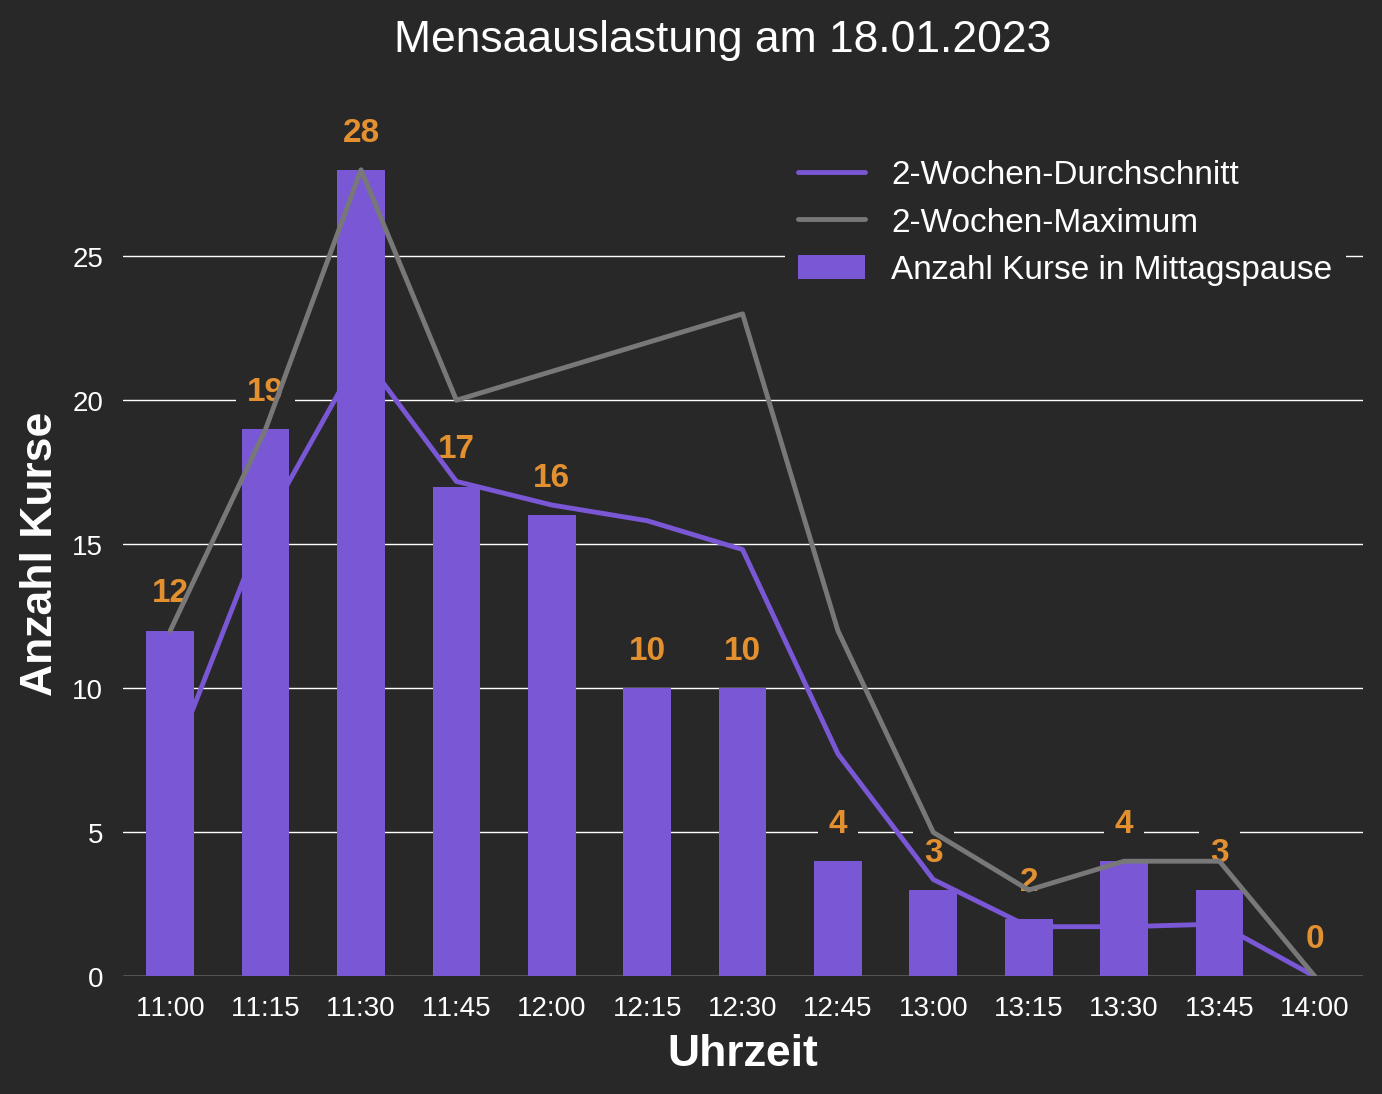 Mensaauslastung am 18.01.2023
28
2-Wochen-Durchschnitt
2-Wochen-Maximum
Anzahl Kurse in Mittagspause
25
20
15
10
5
0
19
17
16
12
10
10
4
3
2
4
3
0
Anzahl Kurse
11:00 11:15 11:30 11:45 12:00 12:15 12:30 12:45 13:00 13:15 13:30 13:45 14:00
Uhrzeit